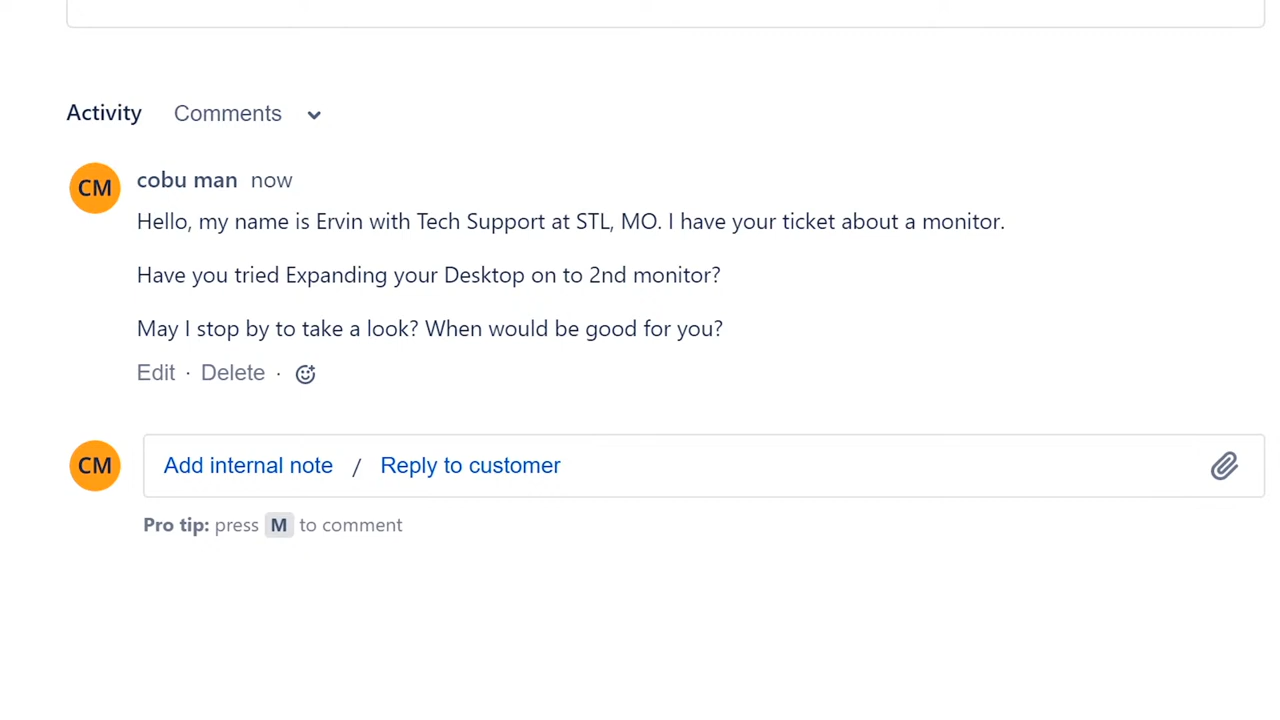 Activity Comments
CM cobu man now
Hello, my name is Ervin with Tech Support at STL, MO. I have your ticket about a monitor.
Have you tried Expanding your Desktop on to 2nd monitor?
May I stop by to take a look? When would be good for you?
Edit · Delete ·
CM Add internal note / Reply to customer
Pro tip: press M to comment